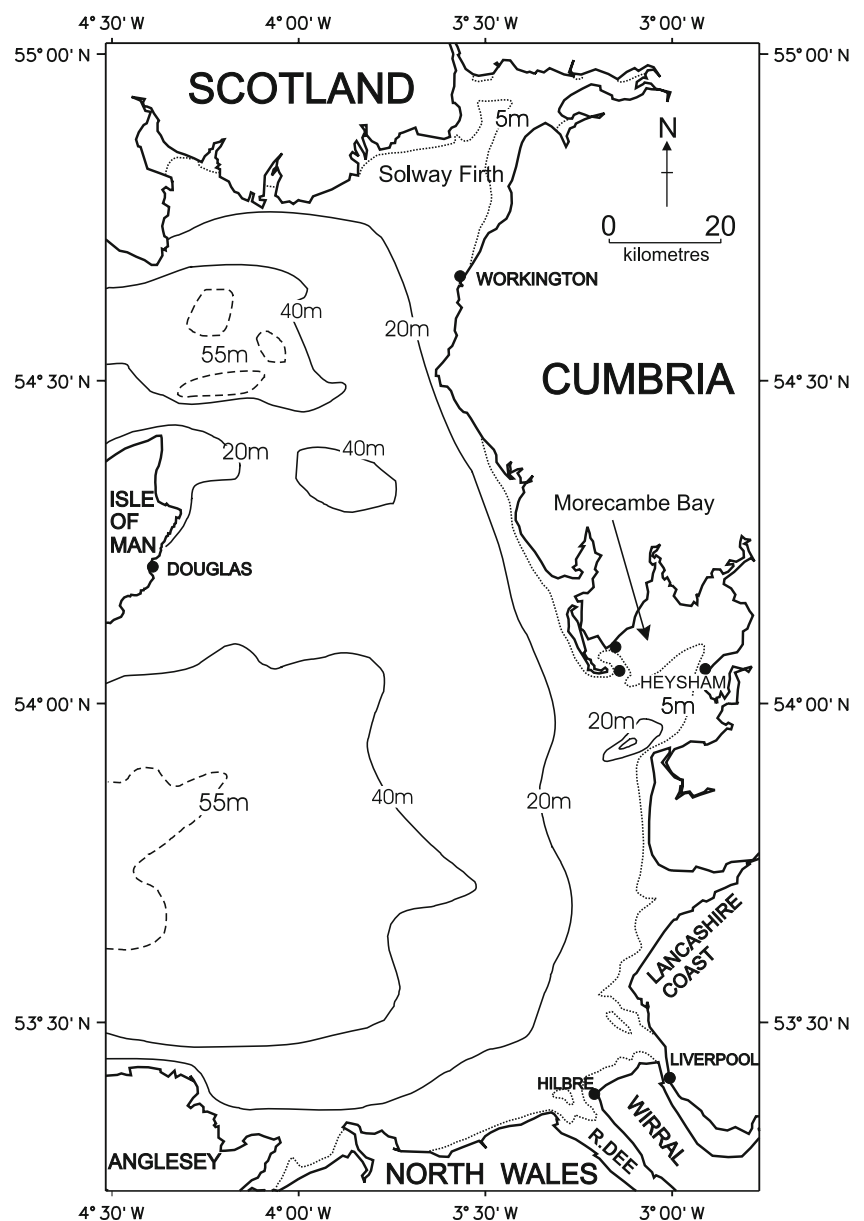 4° 30' W 4° 00' W 3° 30' W 3° 00' W
55° 00' N 55° 00' N
SCOTLAND
5m
N
Solway Firth
0 20
kilometres
WORKINGTON
40m
20m
55m
54° 30' N 54° 30' N
CUMBRIA
20m 40m
ISLE
OF
MAN
Morecambe Bay
DOUGLAS
HEYSHAM
54° 00' N 54° 00' N
5m
20m
55m 40m 20m
LANCASHIRE
COAST
53° 30' N 53° 30' N
LIVERPOOL
HILBRE
WIRRAL
R.DEE
ANGLESEY
NORTH WALES
4° 30' W 4° 00' W 3° 30' W 3° 00' W